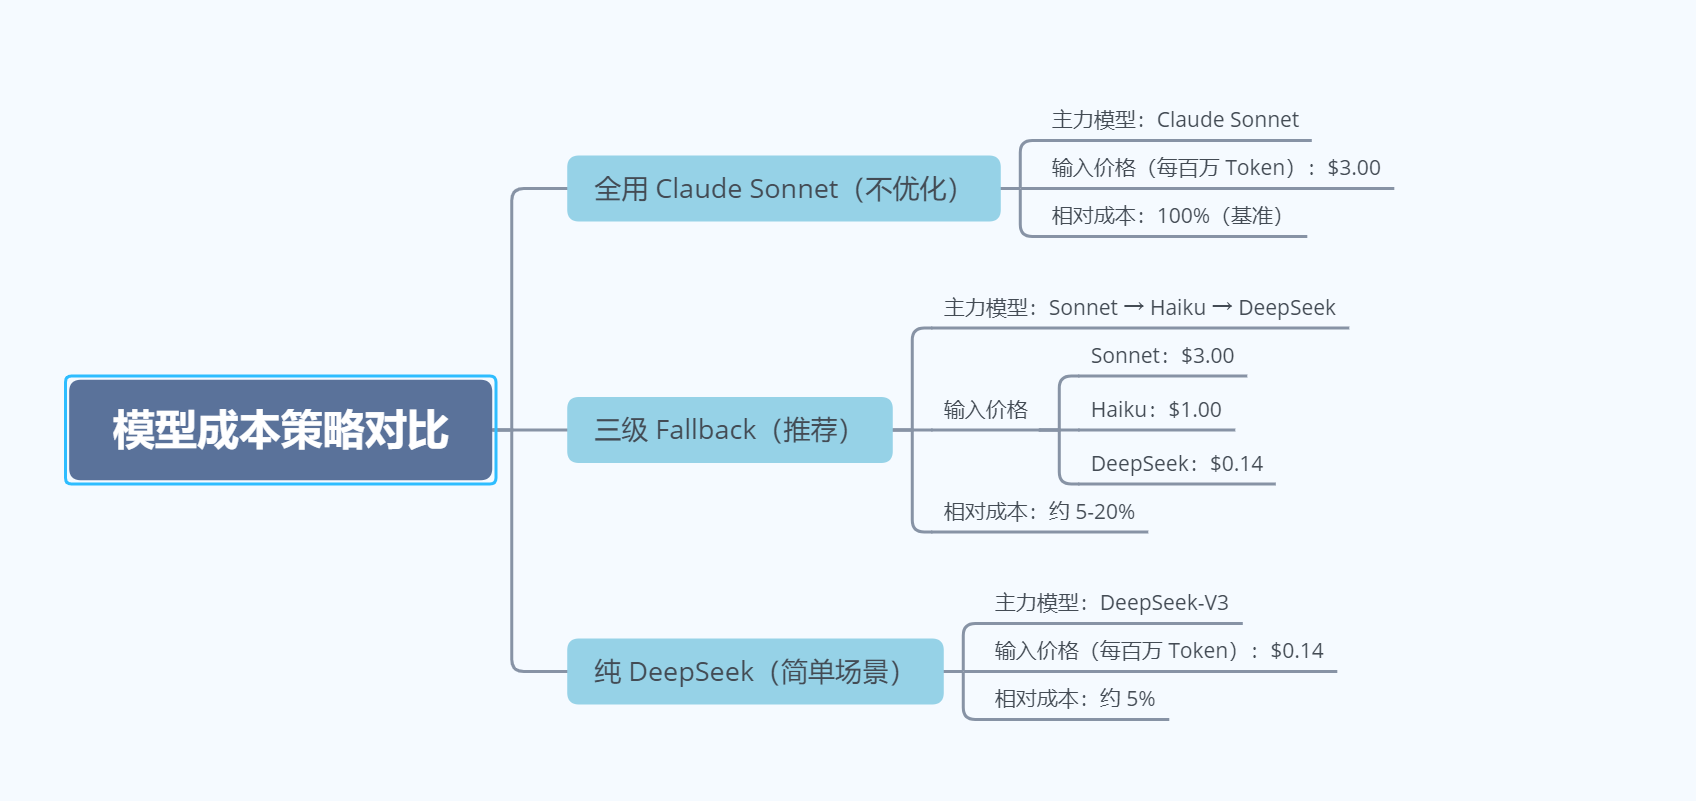 模型成本策略对比
全用 Claude Sonnet（不优化）
主力模型：Claude Sonnet
输入价格（每百万 Token）：$3.00
相对成本：100%（基准）
三级 Fallback（推荐）
主力模型：Sonnet → Haiku → DeepSeek
输入价格
Sonnet：$3.00
Haiku：$1.00
DeepSeek：$0.14
相对成本：约 5-20%
纯 DeepSeek（简单场景）
主力模型：DeepSeek-V3
输入价格（每百万 Token）：$0.14
相对成本：约 5%